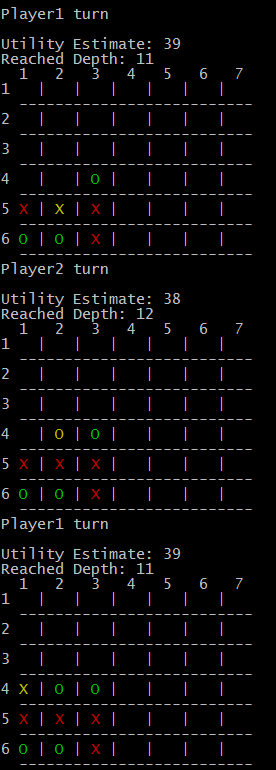 Player1 turn
Utility Estimate: 39
Reached Depth: 11
  1   2   3   4   5   6   7
1   |   |   |   |   |   |
  --------------------------
2   |   |   |   |   |   |
  --------------------------
3   |   |   |   |   |   |
  --------------------------
4   |   | O |   |   |   |
  --------------------------
5 X | X | X |   |   |   |
  --------------------------
6 O | O | X |   |   |   |
  --------------------------
Player2 turn
Utility Estimate: 38
Reached Depth: 12
  1   2   3   4   5   6   7
1   |   |   |   |   |   |
  --------------------------
2   |   |   |   |   |   |
  --------------------------
3   |   |   |   |   |   |
  --------------------------
4   | O | O |   |   |   |
  --------------------------
5 X | X | X |   |   |   |
  --------------------------
6 O | O | X |   |   |   |
  --------------------------
Player1 turn
Utility Estimate: 39
Reached Depth: 11
  1   2   3   4   5   6   7
1   |   |   |   |   |   |
  --------------------------
2   |   |   |   |   |   |
  --------------------------
3   |   |   |   |   |   |
  --------------------------
4 X | O | O |   |   |   |
  --------------------------
5 X | X | X |   |   |   |
  --------------------------
6 O | O | X |   |   |   |
  --------------------------